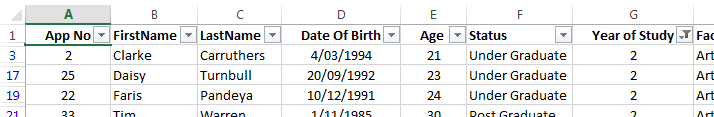 A B C D E F G
1 App No FirstName LastName Date Of Birth Age Status Year of Study Fac
3 2 Clarke Carruthers 4/03/1994 21 Under Graduate 2 Art
17 25 Daisy Turnbull 20/09/1992 23 Under Graduate 2 Art
19 22 Faris Pandeya 10/12/1991 24 Under Graduate 2 Art
21 33 Tim Warren 1/11/1985 30 Post Graduate 2 Art